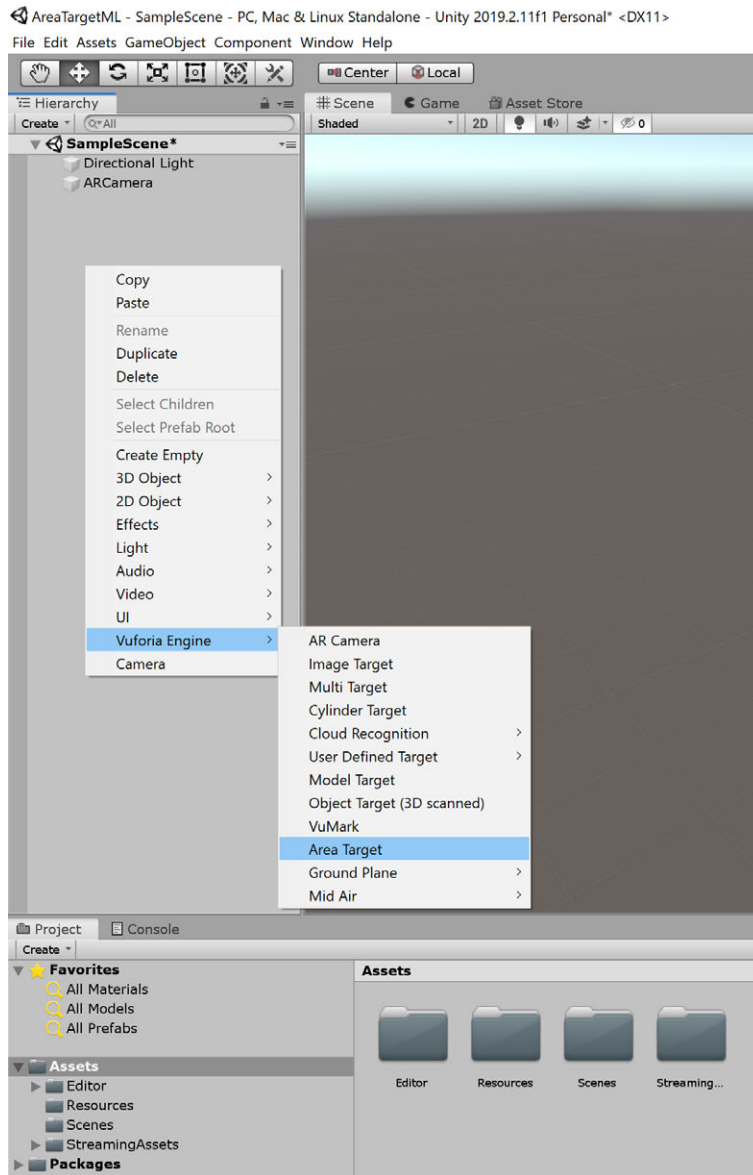 AreaTargetML - SampleScene - PC, Mac & Linux Standalone - Unity 2019.2.11f1 Personal* <DX11>
File Edit Assets GameObject Component Window Help
Center Local
Hierarchy
Create All
SampleScene*
Directional Light
ARCamera
Scene Game Asset Store
Shaded 2D 0
Copy
Paste
Rename
Duplicate
Delete
Select Children
Select Prefab Root
Create Empty
3D Object
2D Object
Effects
Light
Audio
Video
UI
Vuforia Engine
Camera
AR Camera
Image Target
Multi Target
Cylinder Target
Cloud Recognition
User Defined Target
Model Target
Object Target (3D scanned)
VuMark
Area Target
Ground Plane
Mid Air
Project Console
Create
Favorites
All Materials
All Models
All Prefabs
Assets
Editor
Resources
Scenes
StreamingAssets
Packages
Assets
Editor Resources Scenes Streaming...